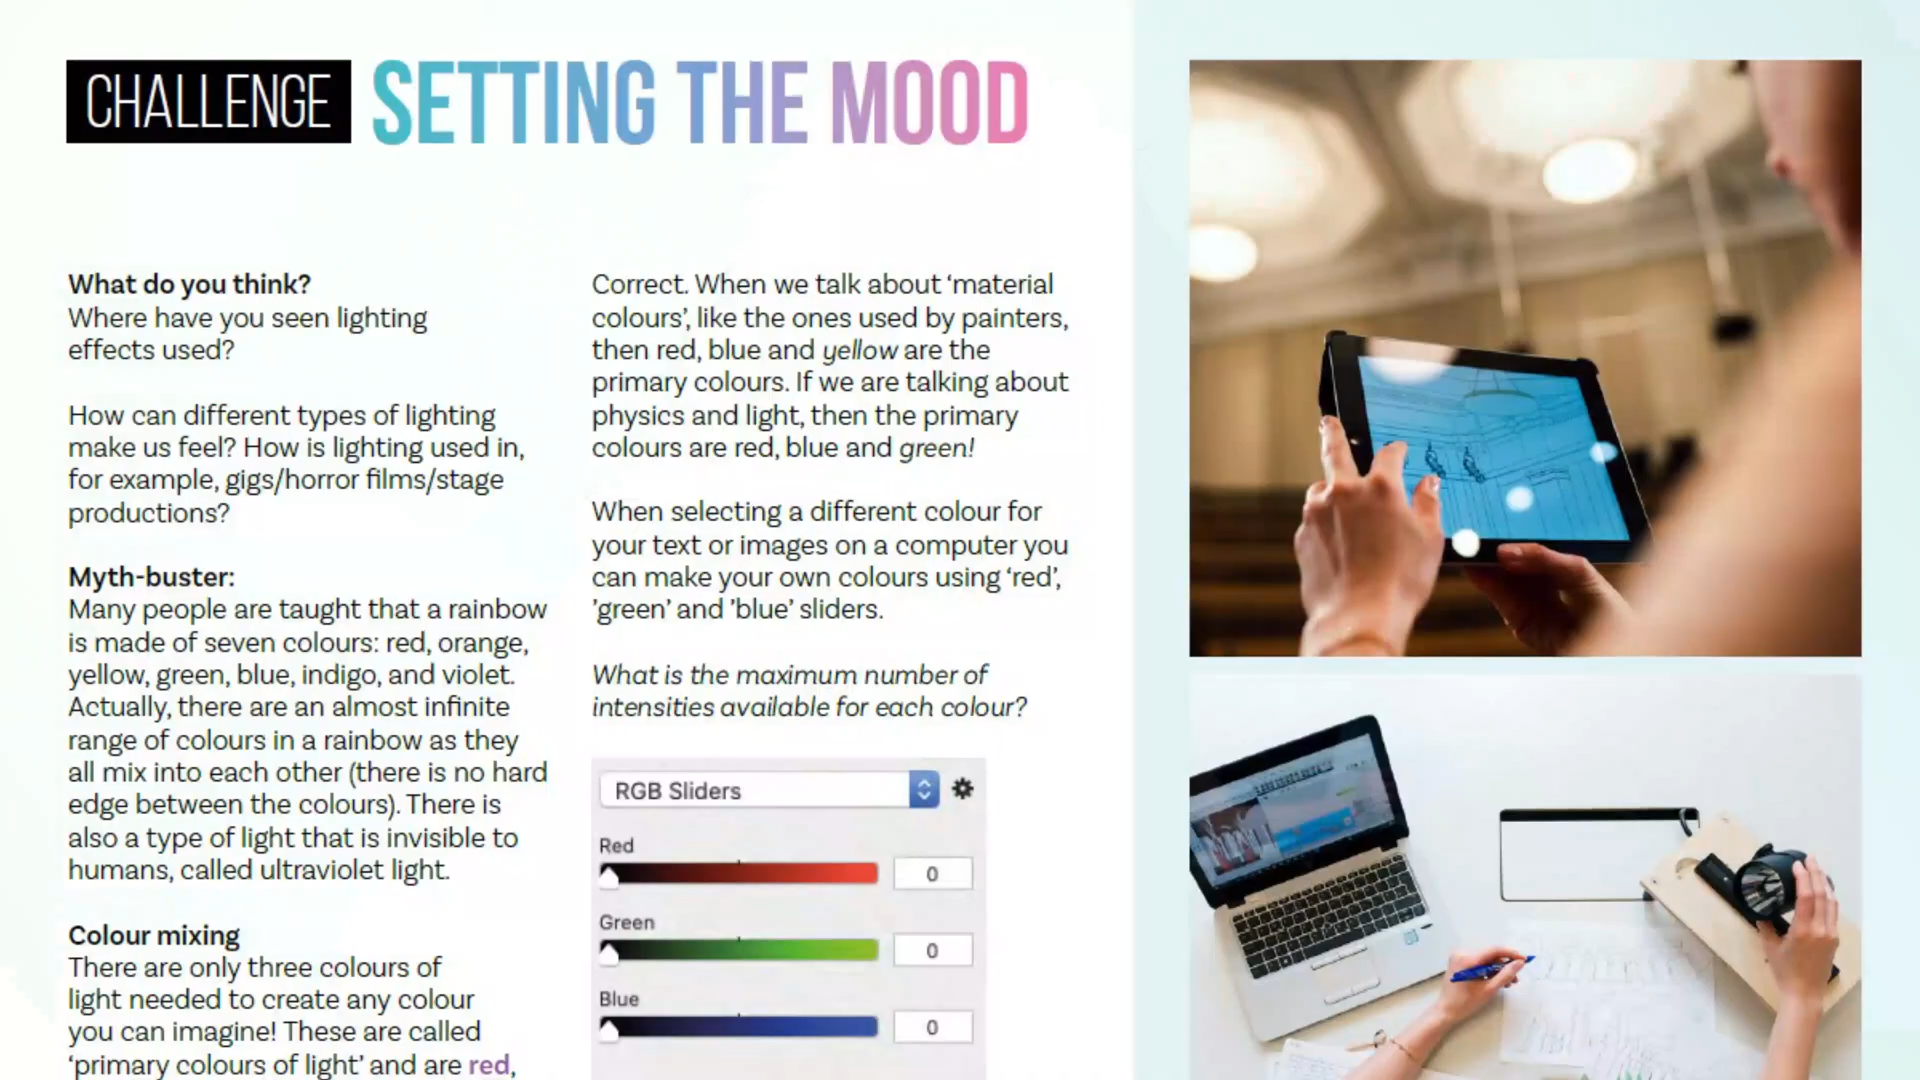 CHALLENGE SETTING THE MOOD
What do you think?
Where have you seen lighting
effects used?
How can different types of lighting
make us feel? How is lighting used in,
for example, gigs/horror films/stage
productions?
Myth-buster:
Many people are taught that a rainbow
is made of seven colours: red, orange,
yellow, green, blue, indigo, and violet.
Actually, there are an almost infinite
range of colours in a rainbow as they
all mix into each other (there is no hard
edge between the colours). There is
also a type of light that is invisible to
humans, called ultraviolet light.
Colour mixing
There are only three colours of
light needed to create any colour
you can imagine! These are called
‘primary colours of light’ and are red,
Correct. When we talk about ‘material
colours’, like the ones used by painters,
then red, blue and yellow are the
primary colours. If we are talking about
physics and light, then the primary
colours are red, blue and green!
When selecting a different colour for
your text or images on a computer you
can make your own colours using ‘red’,
’green’ and ’blue’ sliders.
What is the maximum number of
intensities available for each colour?
RGB Sliders
Red
0
Green
0
Blue
0